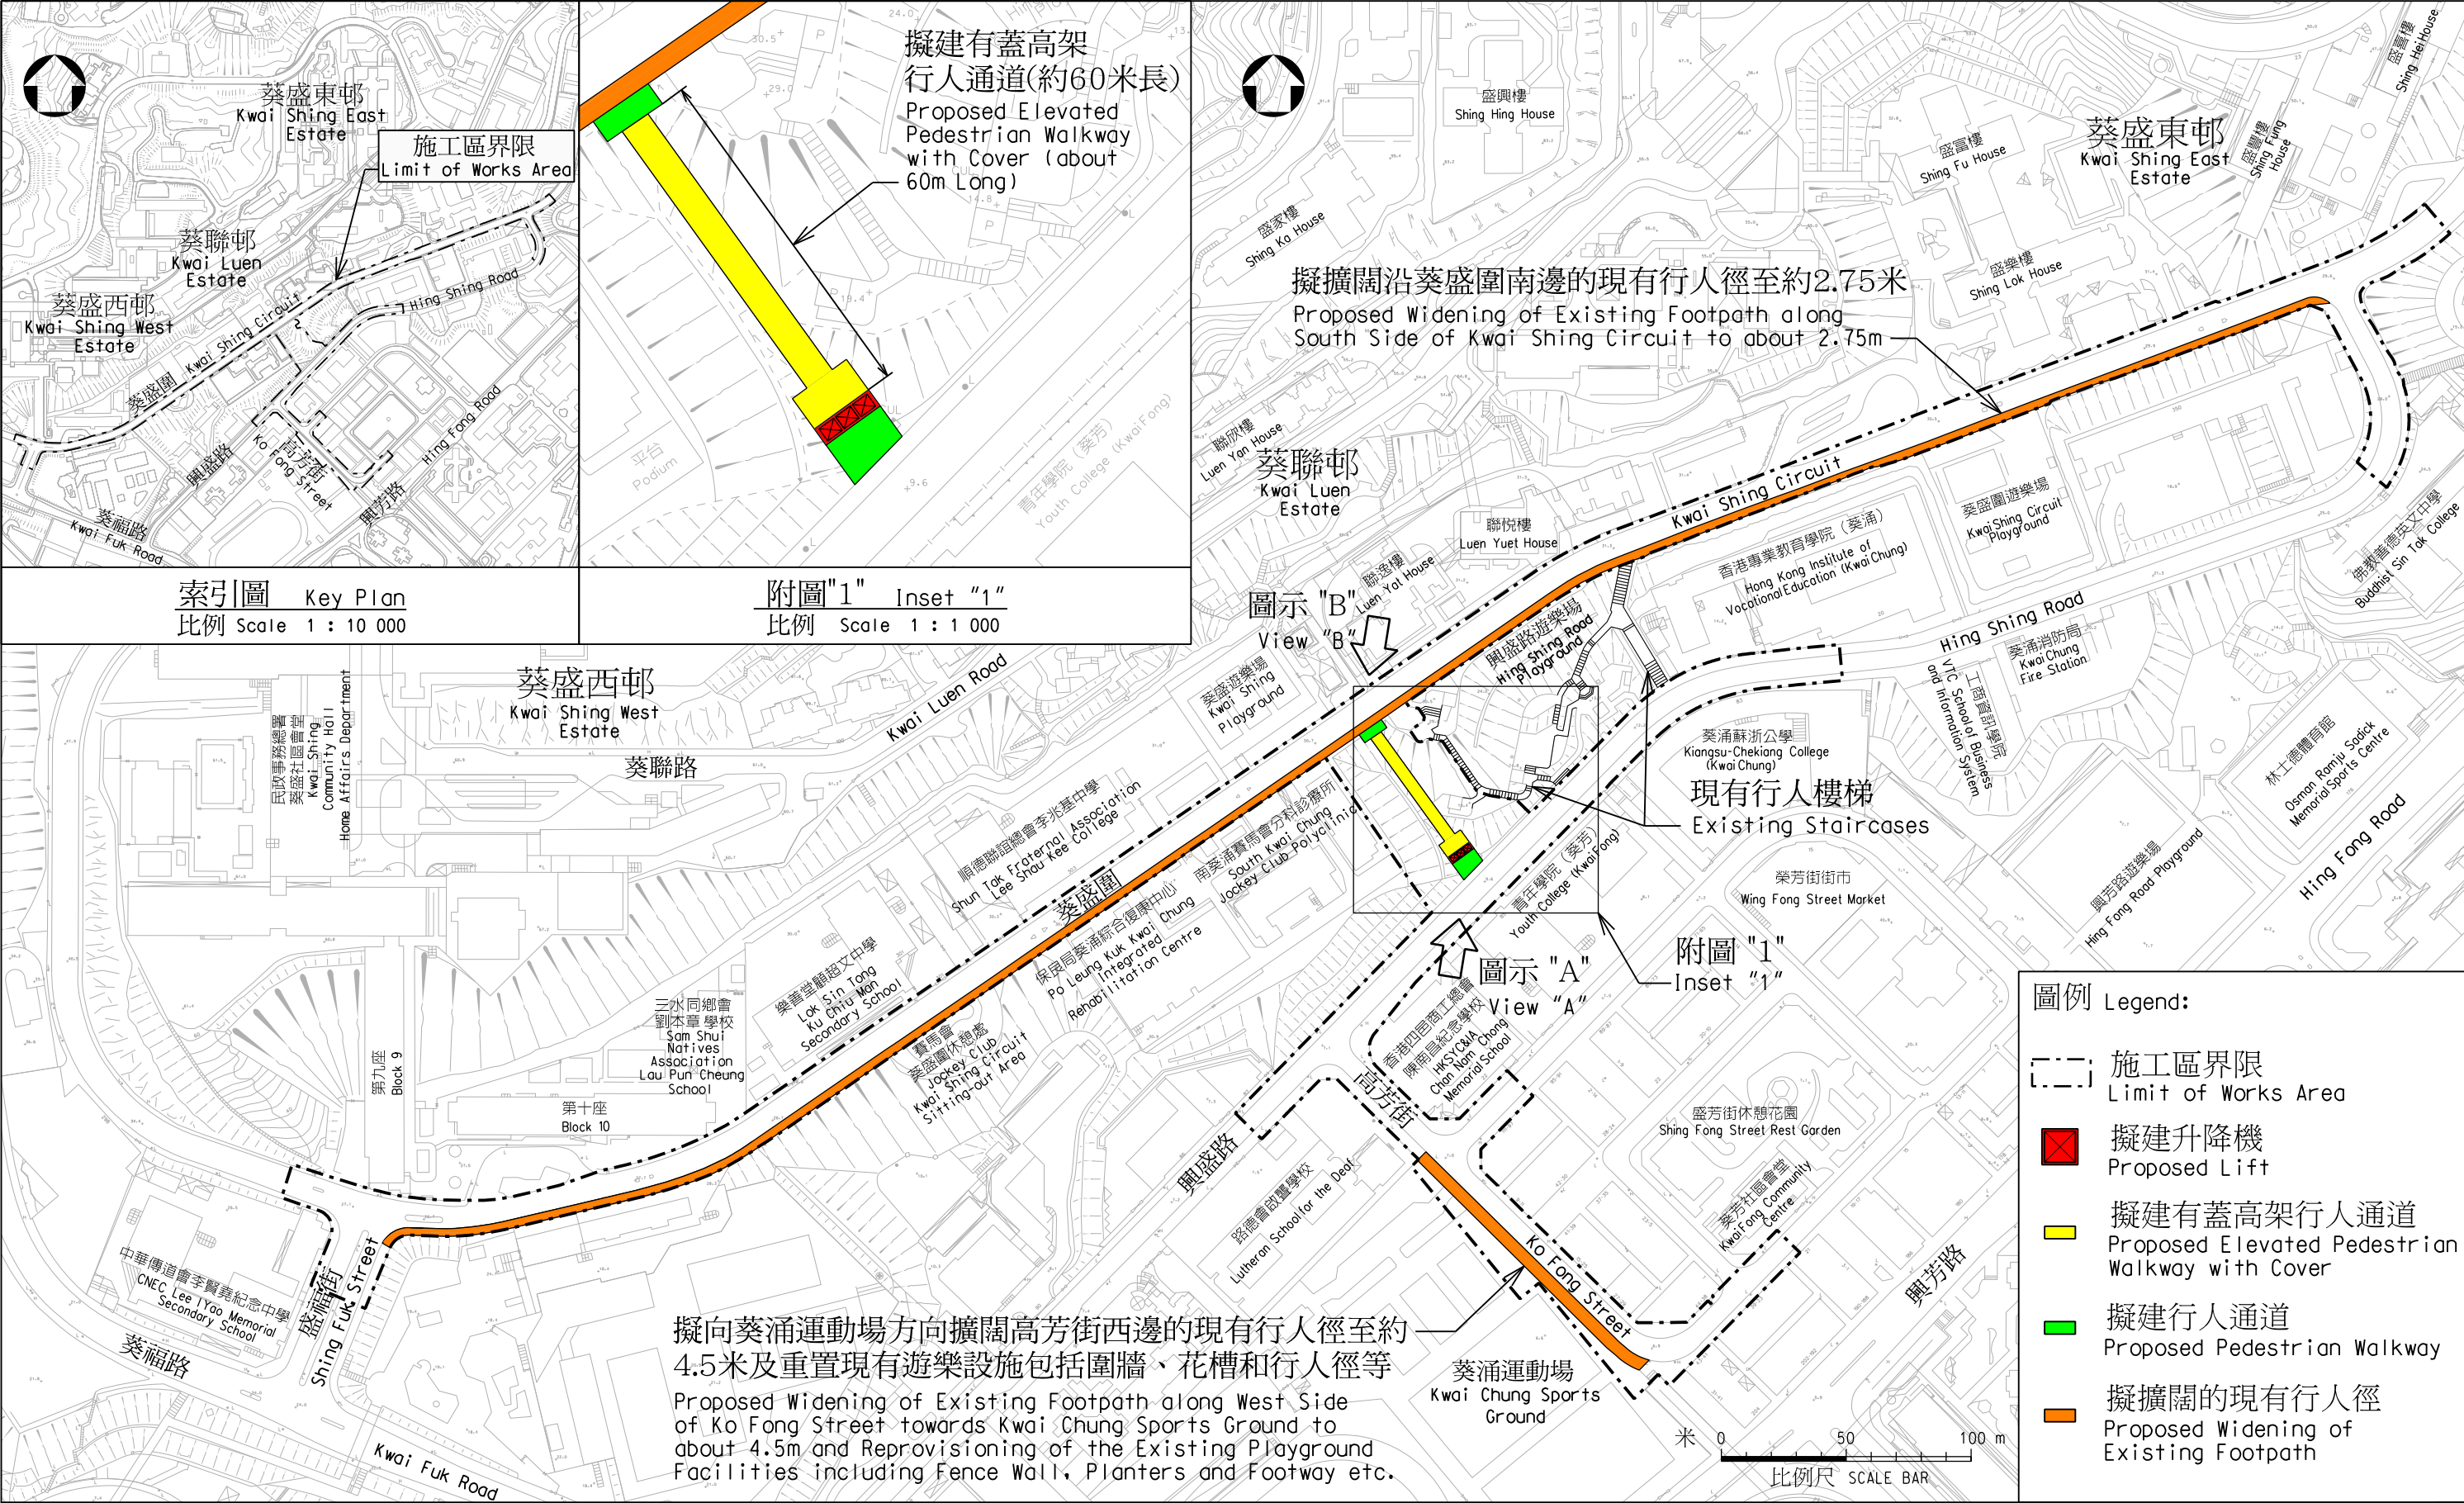 葵盛東邨
Kwai Shing East
Estate
施工區界限
Limit of Works Area
葵聯邨
Kwai Luen
Estate
葵盛西邨
Kwai Shing West
Estate
葵盛圍
Kwai Shing Circuit
Hing Shing Road
興盛路
高芳街
Ko Fong Street
Hing Fong Road
興芳路
葵福路
Kwai Fuk Road
索引圖 Key Plan
比例 Scale 1 : 10 000
擬建有蓋高架
行人通道(約60米長)
Proposed Elevated
Pedestrian Walkway
with Cover (about
60m Long)
平台
Podium
青年學院（葵芳）
Youth College (Kwai Fong)
附圖"1" Inset "1"
比例 Scale 1 : 1 000
盛興樓
Shing Hing House
盛家樓
Shing Ka House
盛富樓
Shing Fu House
盛樂樓
Shing Lok House
盛豐樓
Shing Fung
House
盛喜樓
Shing Hei House
葵盛東邨
Kwai Shing East
Estate
擬擴闊沿葵盛圍南邊的現有行人徑至約2.75米
Proposed Widening of Existing Footpath along
South Side of Kwai Shing Circuit to about 2.75m
聯欣樓
Luen Yan House
葵聯邨
Kwai Luen
Estate
聯悦樓
Luen Yuet House
聯逸樓
Luen Yat House
圖示 "B"
View "B"
Kwai Shing Circuit
香港專業教育學院（葵涌）
Hong Kong Institute of
Vocational Education (Kwai Chung)
葵盛圍遊樂場
Kwai Shing Circuit
Playground
佛教善德英文中學
Buddhist Sin Tak College
Hing Shing Road
葵涌消防局
Kwai Chung
Fire Station
工商資訊學院
VTC School of Business
and Information System
興盛路遊樂場
Hing Shing Road
Playground
葵盛遊樂場
Kwai Shing
Playground
葵涌蘇浙公學
Kiangsu-Chekiang College
(Kwai Chung)
現有行人樓梯
Existing Staircases
林士德體育館
Osman Ramju Sadick
Memorial Sports Centre
Hing Fong Road
興芳路遊樂場
Hing Fong Road Playground
榮芳街街市
Wing Fong Street Market
青年學院（葵芳）
Youth College (Kwai Fong)
附圖 "1"
Inset "1"
圖示 "A"
View "A"
葵盛西邨
Kwai Shing West
Estate
民政事務總署
葵盛社區會堂
Kwai Shing
Community Hall
Home Affairs Department
Kwai Luen Road
葵聯路
順德聯誼總會李兆基中學
Shun Tak Fraternal Association
Lee Shau Kee College
葵盛圍
南葵涌賽馬會分科診療所
South Kwai Chung
Jockey Club Polyclinic
保良局葵涌綜合復康中心
Po Leung Kuk Kwai Chung
Integrated
Rehabilitation Centre
樂善堂顧超文中學
Lok Sin Tong
Ku Chiu Man
Secondary School
賽馬會
葵盛圍休憩處
Jockey Club
Kwai Shing Circuit
Sitting-out Area
三水同鄉會
劉本章學校
Sam Shui
Natives
Association
Lau Pun Cheung
School
第九座
Block 9
第十座
Block 10
香港四邑商工總會
陳南昌紀念學校
HKSYC&IA
Chan Nam Chong
Memorial School
高芳街
興盛路
路德會啟聾學校
Lutheran School for the Deaf
盛芳街休憩花園
Shing Fong Street Rest Garden
葵芳社區會堂
Kwai Fong Community
Centre
Ko Fong Street
興芳路
中華傳道會李賢堯紀念中學
CNEC Lee I Yao Memorial
Secondary School
盛福街
Shing Fuk Street
葵福路
Kwai Fuk Road
擬向葵涌運動場方向擴闊高芳街西邊的現有行人徑至約
4.5米及重置現有遊樂設施包括圍牆、花槽和行人徑等
Proposed Widening of Existing Footpath along West Side
of Ko Fong Street towards Kwai Chung Sports Ground to
about 4.5m and Reprovisioning of the Existing Playground
Facilities including Fence Wall, Planters and Footway etc.
葵涌運動場
Kwai Chung Sports
Ground
米 0 50 100 m
比例尺 SCALE BAR
圖例 Legend:
施工區界限
Limit of Works Area
擬建升降機
Proposed Lift
擬建有蓋高架行人通道
Proposed Elevated Pedestrian
Walkway with Cover
擬建行人通道
Proposed Pedestrian Walkway
擬擴闊的現有行人徑
Proposed Widening of
Existing Footpath